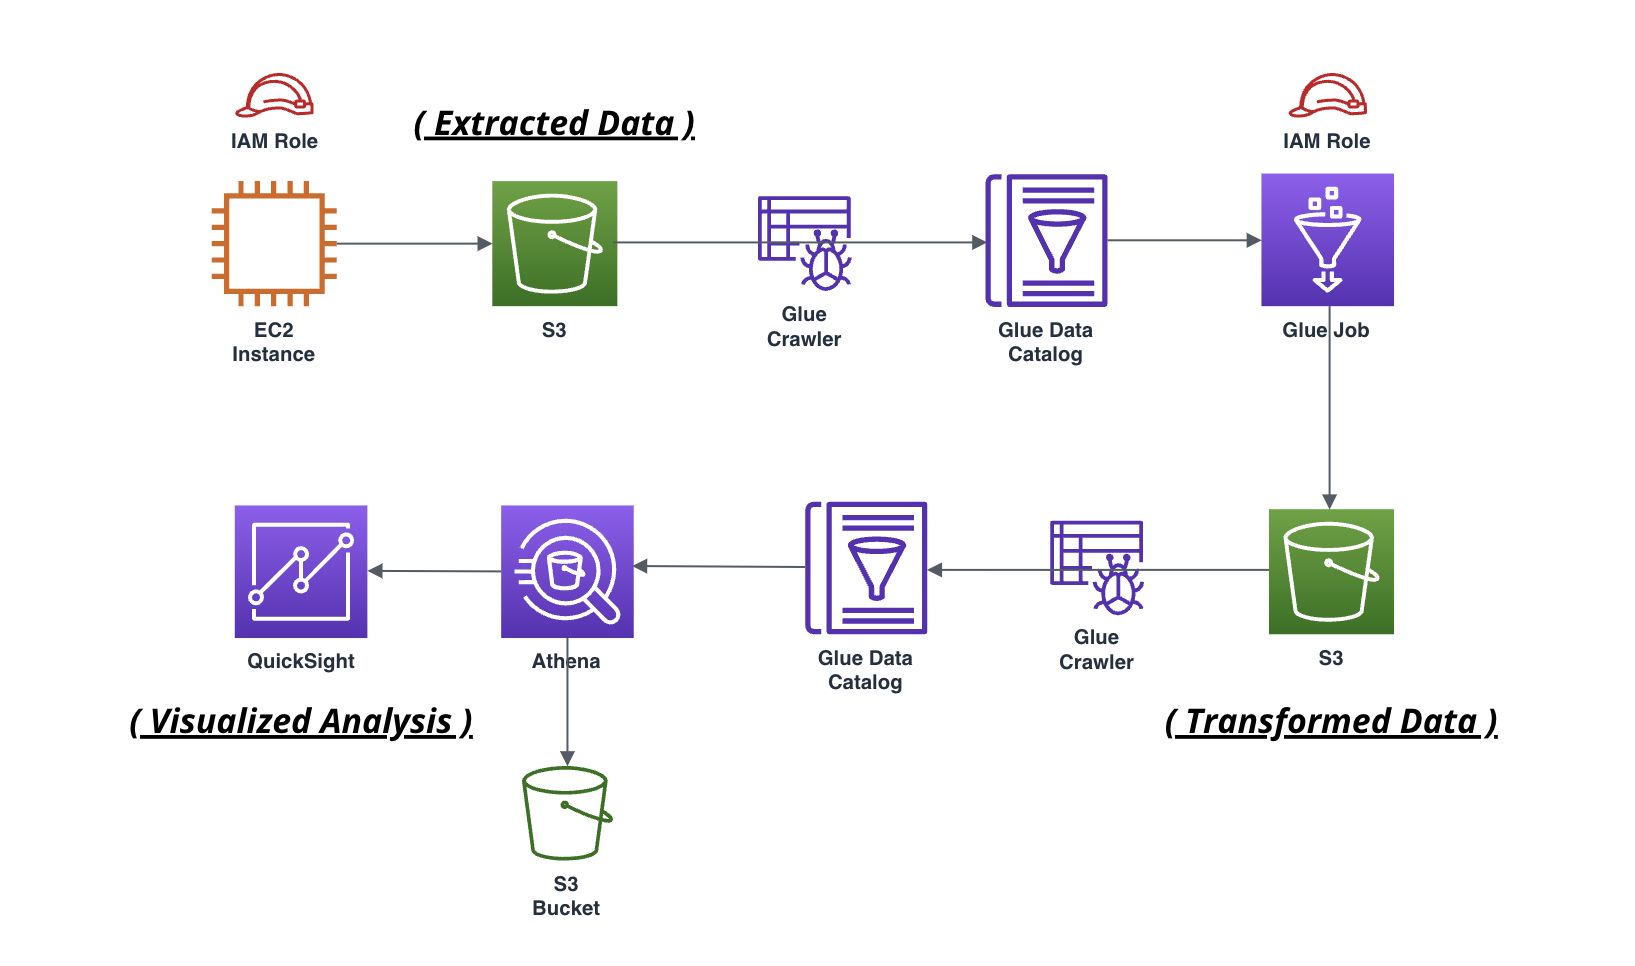 IAM Role
( Extracted Data )
IAM Role
EC2
Instance
S3
Glue
Crawler
Glue Data
Catalog
Glue Job
QuickSight
Athena
Glue Data
Catalog
Glue
Crawler
S3
( Visualized Analysis )
( Transformed Data )
S3
Bucket